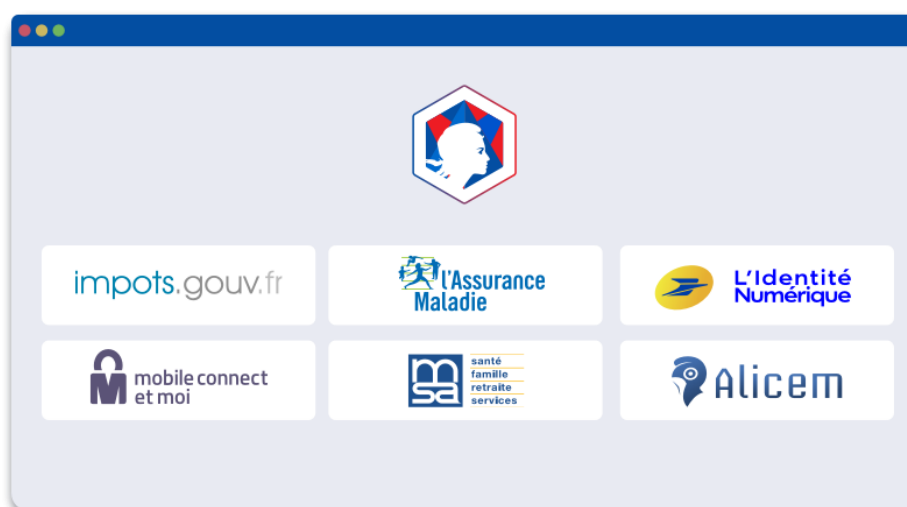 impots.gouv.fr
l'Assurance
Maladie
L'Identité
Numérique
mobile connect
et moi
msa
santé
famille
retraite
services
Alicem